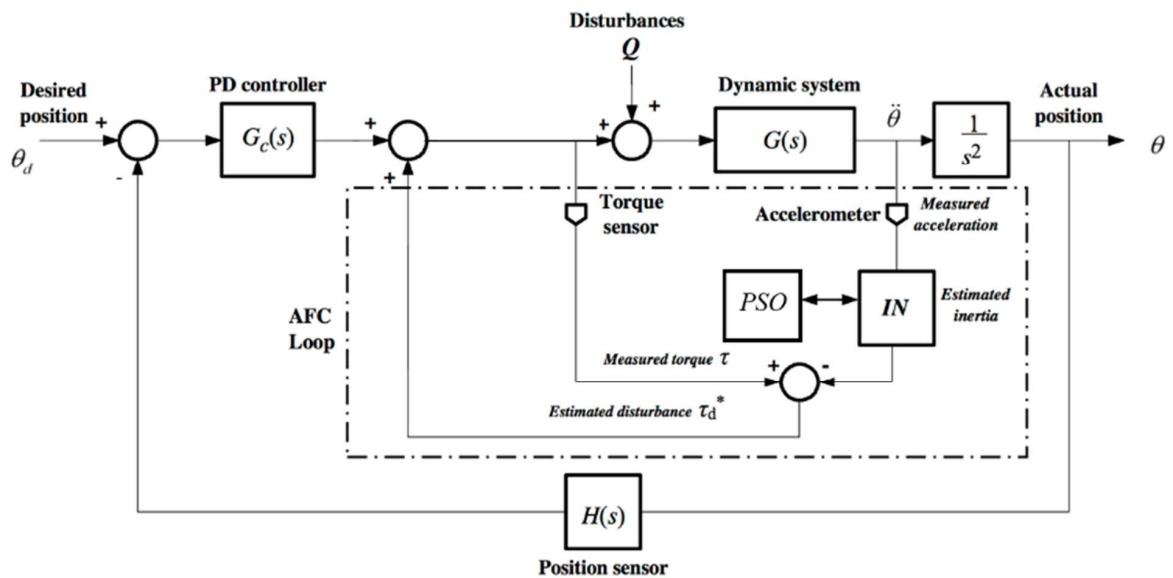 Disturbances
Q
Desired
position
PD controller
Dynamic system
Actual
position
+
+
+
+
θd
Gc(s)
G(s)
θ̈
1
s²
θ
-
+
Torque
sensor
Accelerometer
Measured
acceleration
AFC
Loop
PSO
IN
Estimated
inertia
Measured torque τ
+
-
Estimated disturbance τd*
H(s)
Position sensor